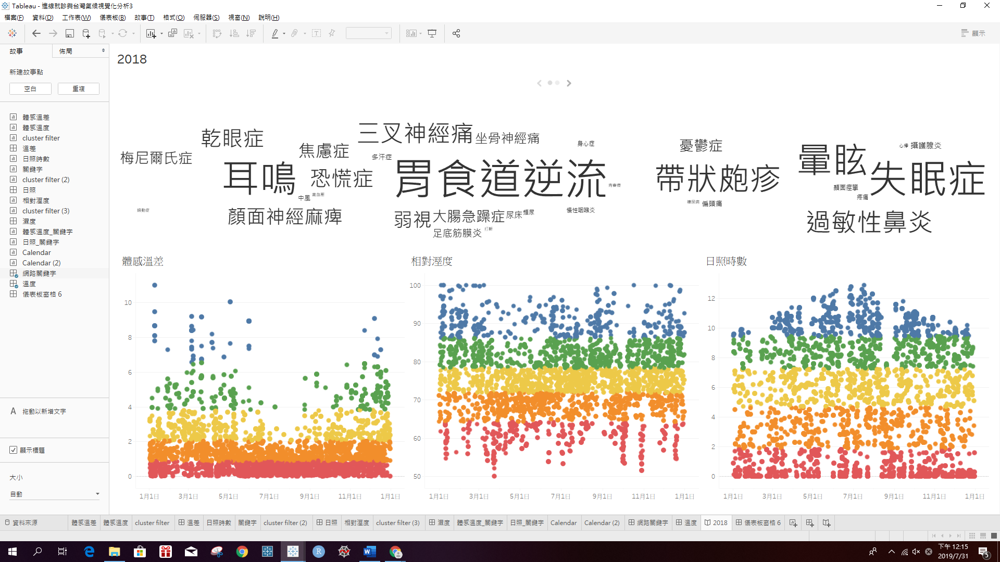 Tableau - 進線就診與台灣氣候視覺化分析3
檔案(F) 資料(D) 工作表(W) 儀表板(B) 故事(T) 格式(O) 伺服器(S) 視窗(N) 說明(H)
顯示
故事 佈局
新建故事點
空白 重複
體感溫差
體感溫度
cluster filter
溫差
日照時數
關鍵字
cluster filter (2)
日照
相對溼度
cluster filter (3)
濕度
體感溫度_關鍵字
日照_關鍵字
Calendar
Calendar (2)
網路關鍵字
溫度
儀表板窗格 6
A 拖動以新增文字
顯示標題
大小
自動
2018
三叉神經痛
乾眼症
坐骨神經痛
身心症
憂鬱症
心悸
攝護腺炎
焦慮症
梅尼爾氏症
多汗症
暈眩
耳鳴
恐慌症
胃食道逆流
青春痘
帶狀皰疹
失眠症
顏面痙攣
疼痛
中風
高血壓
糖尿病
偏頭痛
過動症
顏面神經麻痺
弱視
大腸急躁症
尿床
頻尿
慢性咽喉炎
過敏性鼻炎
足底筋膜炎
打鼾
體感溫差
10
8
6
4
2
0
1月1日 3月1日 5月1日 7月1日 9月1日 11月1日 1月1日
相對溼度
100
90
80
70
60
50
1月1日 3月1日 5月1日 7月1日 9月1日 11月1日 1月1日
日照時數
12
10
8
6
4
2
0
1月1日 3月1日 5月1日 7月1日 9月1日 11月1日 1月1日
資料來源 體感溫差 體感溫度 cluster filter 溫差 日照時數 關鍵字 cluster filter (2) 日照 相對溼度 cluster filter (3) 濕度 體感溫度_關鍵字 日照_關鍵字 Calendar Calendar (2) 網路關鍵字 溫度 2018 儀表板窗格 6
下午 12:15
2019/7/31
5